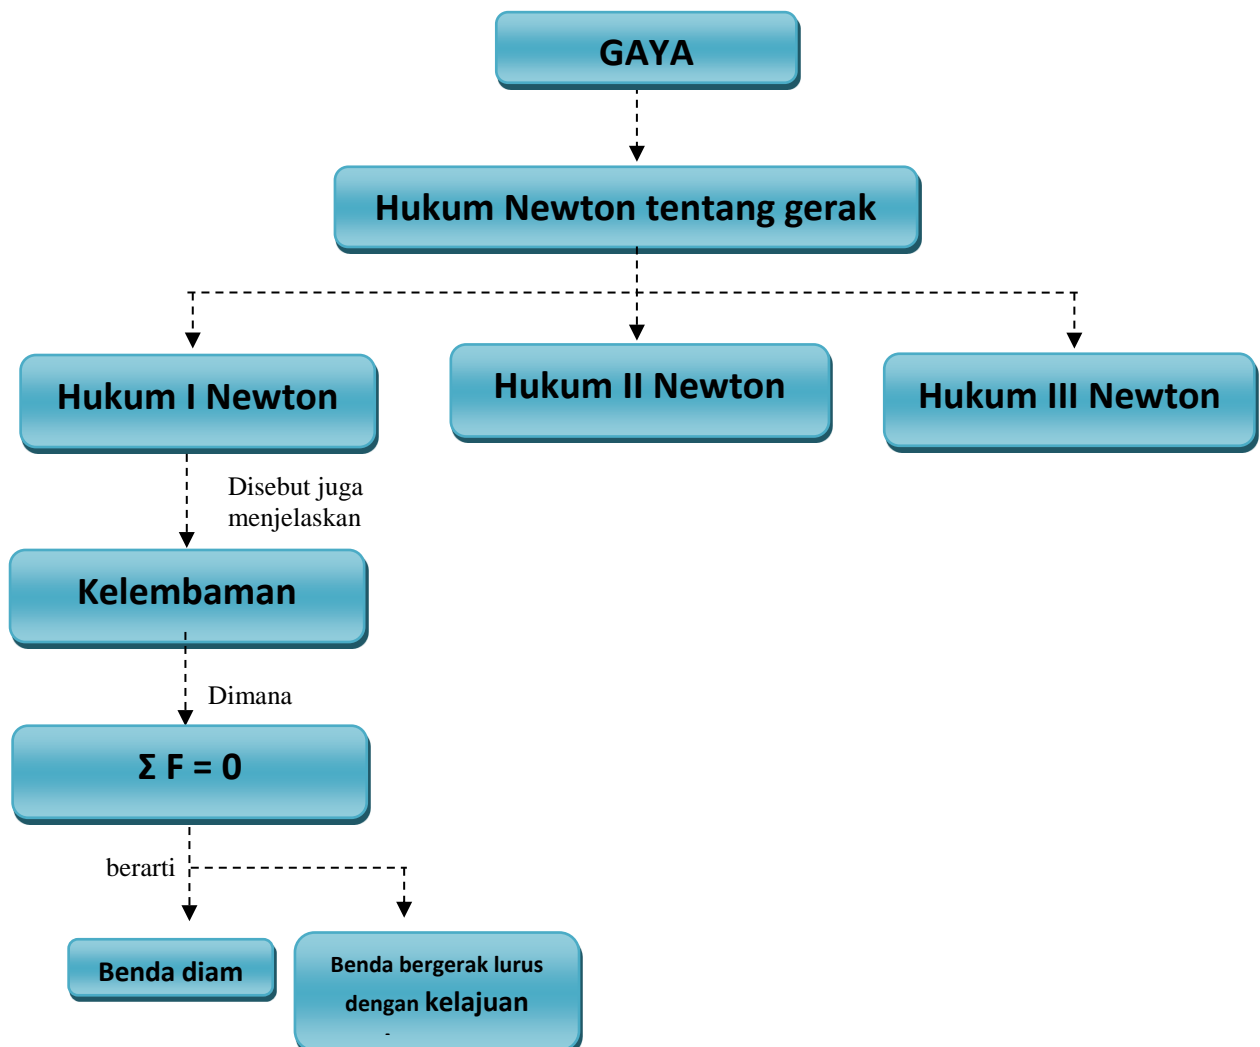 GAYA
Hukum Newton tentang gerak
Hukum I Newton
Hukum II Newton
Hukum III Newton
Disebut juga
menjelaskan
Kelembaman
Dimana
Σ F = 0
berarti
Benda diam
Benda bergerak lurus
dengan kelajuan